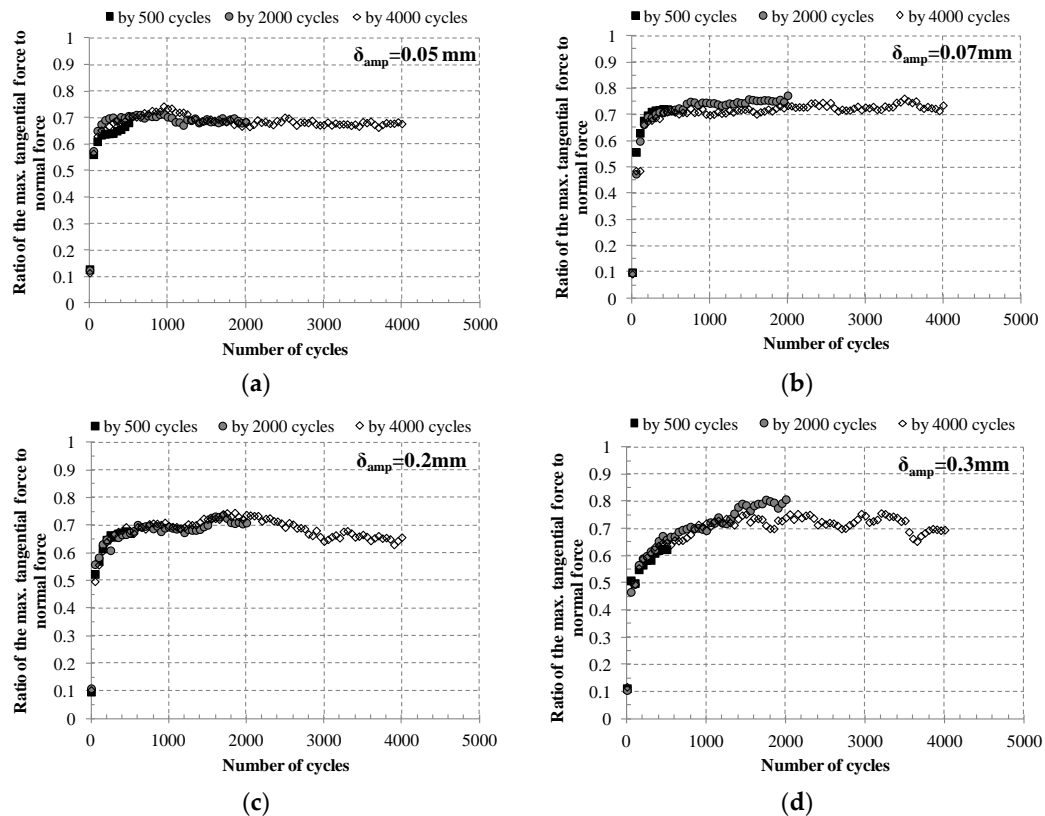 ■ by 500 cycles ● by 2000 cycles ◇ by 4000 cycles
δamp=0.05 mm
Ratio of the max. tangential force to
normal force
1
0.9
0.8
0.7
0.6
0.5
0.4
0.3
0.2
0.1
0
0 1000 2000 3000 4000 5000
Number of cycles
(a)
■ by 500 cycles ● by 2000 cycles ◇ by 4000 cycles
δamp=0.07mm
Ratio of the max. tangential force to
normal force
1
0.9
0.8
0.7
0.6
0.5
0.4
0.3
0.2
0.1
0
0 1000 2000 3000 4000 5000
Number of cycles
(b)
■ by 500 cycles ● by 2000 cycles ◇ by 4000 cycles
δamp=0.2mm
Ratio of the max. tangential force to
normal force
1
0.9
0.8
0.7
0.6
0.5
0.4
0.3
0.2
0.1
0
0 1000 2000 3000 4000 5000
Number of cycles
(c)
■ by 500 cycles ● by 2000 cycles ◇ by 4000 cycles
δamp=0.3mm
Ratio of the max. tangential force to
normal force
1
0.9
0.8
0.7
0.6
0.5
0.4
0.3
0.2
0.1
0
0 1000 2000 3000 4000 5000
Number of cycles
(d)